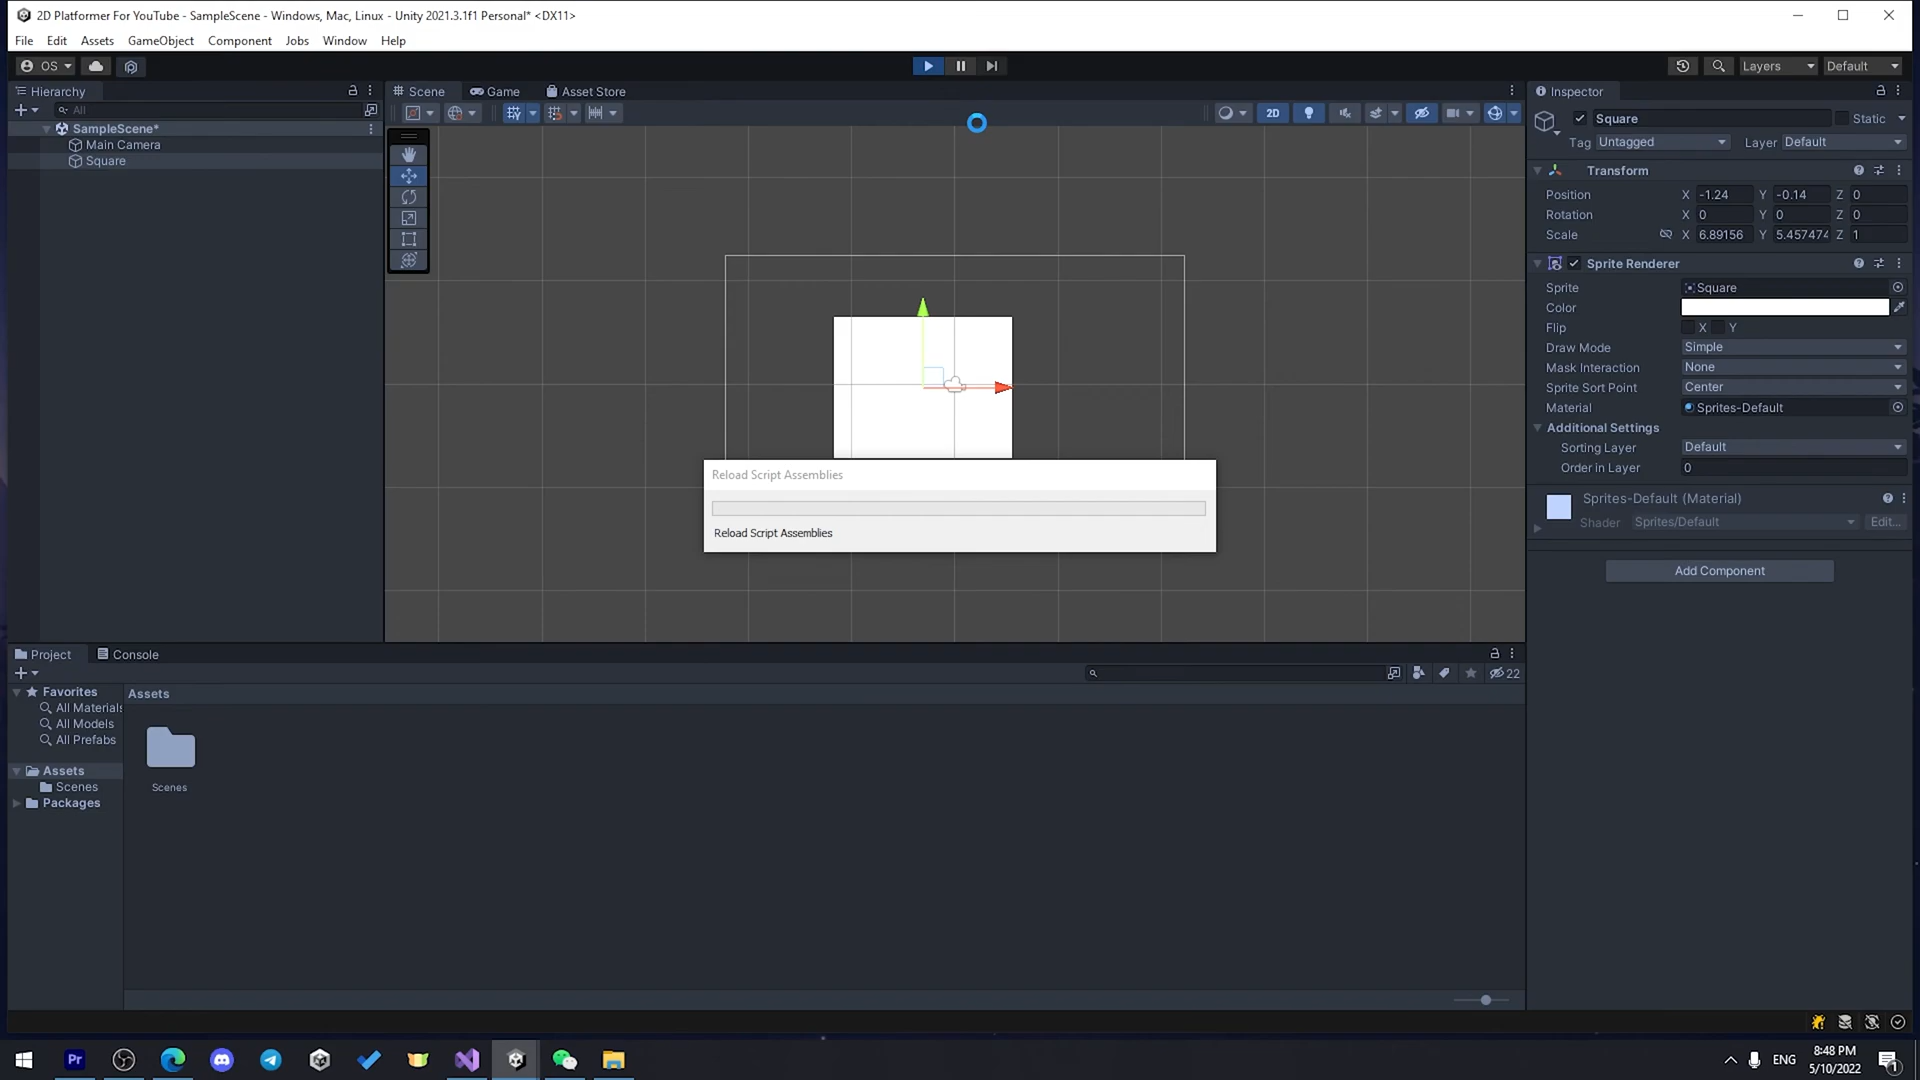 2D Platformer For YouTube - SampleScene - Windows, Mac, Linux - Unity 2021.3.1f1 Personal* <DX11>
File Edit Assets GameObject Component Jobs Window Help
OS Layers Default
Hierarchy Scene Game Asset Store Inspector
All 2D
SampleScene*
Main Camera
Square
Square Static
Tag Untagged Layer Default
Transform
Position X -1.24 Y -0.14 Z 0
Rotation X 0 Y 0 Z 0
Scale X 6.89156 Y 5.457474 Z 1
Sprite Renderer
Sprite Square
Color
Flip X Y
Draw Mode Simple
Mask Interaction None
Sprite Sort Point Center
Material Sprites-Default
Additional Settings
Sorting Layer Default
Order in Layer 0
Sprites-Default (Material)
Shader Sprites/Default Edit...
Add Component
Reload Script Assemblies
Reload Script Assemblies
Project Console
22
Favorites
All Materials
All Models
All Prefabs
Assets
Scenes
Packages
Assets
Scenes
Pr
ENG 8:48 PM
5/10/2022
1